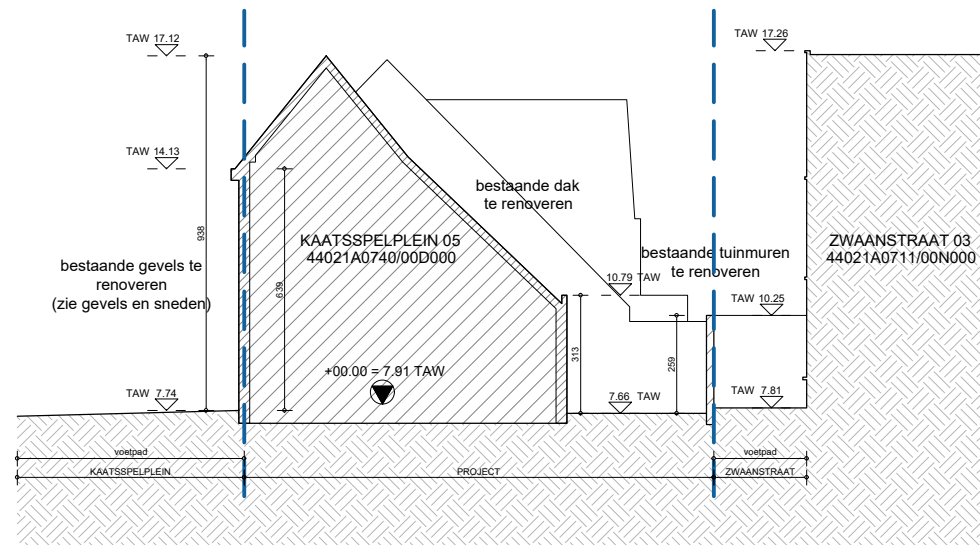 TAW 17.12
TAW 17.26
TAW 14.13
938
639
bestaande dak
te renoveren
KAATSSPELPLEIN 05
44021A0740/00D000
bestaande tuinmuren
te renoveren
ZWAANSTRAAT 03
44021A0711/00N000
bestaande gevels te
renoveren
(zie gevels en sneden)
10.79 TAW
TAW 10.25
313
259
+00.00 = 7.91 TAW
TAW 7.74
7.66 TAW
TAW 7.81
voetpad
voetpad
KAATSSPELPLEIN
PROJECT
ZWAANSTRAAT